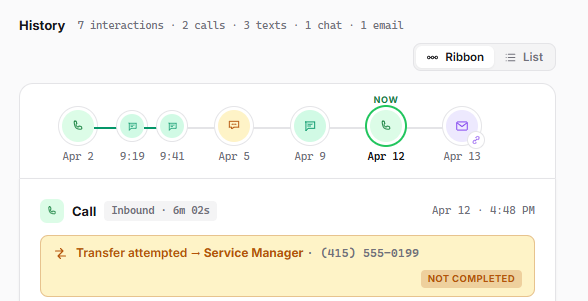 History 7 interactions · 2 calls · 3 texts · 1 chat · 1 email
Ribbon List
NOW
Apr 2 9:19 9:41 Apr 5 Apr 9 Apr 12 Apr 13
Call Inbound · 6m 02s Apr 12 · 4:48 PM
Transfer attempted → Service Manager · (415) 555-0199
NOT COMPLETED